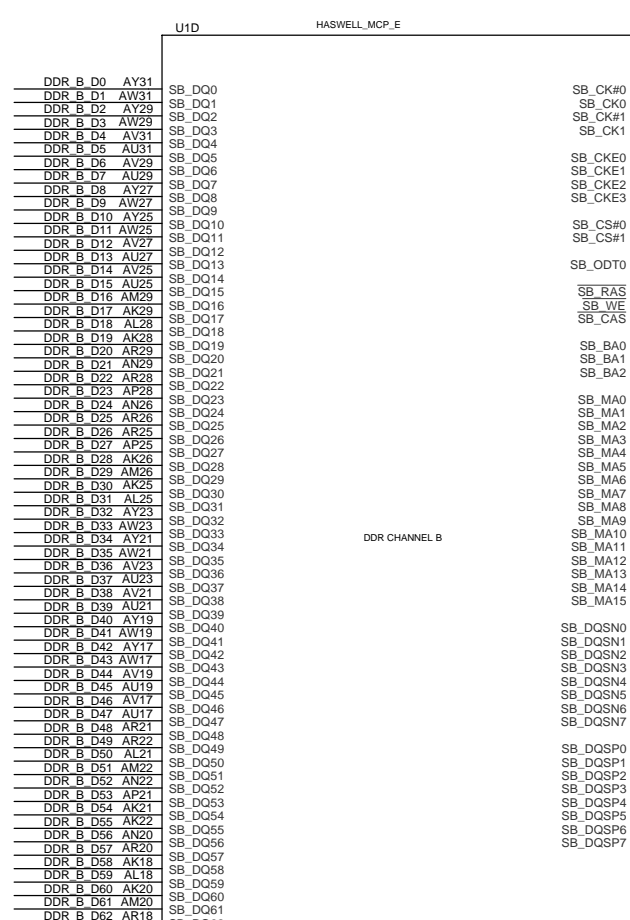 U1D HASWELL_MCP_E
DDR_B_D0 AY31 SB_DQ0 SB_CK#0
DDR_B_D1 AW31 SB_DQ1 SB_CK0
DDR_B_D2 AY29 SB_DQ2 SB_CK#1
DDR_B_D3 AW29 SB_DQ3 SB_CK1
DDR_B_D4 AV31 SB_DQ4
DDR_B_D5 AU31 SB_DQ5 SB_CKE0
DDR_B_D6 AV29 SB_DQ6 SB_CKE1
DDR_B_D7 AU29 SB_DQ7 SB_CKE2
DDR_B_D8 AY27 SB_DQ8 SB_CKE3
DDR_B_D9 AW27 SB_DQ9
DDR_B_D10 AY25 SB_DQ10 SB_CS#0
DDR_B_D11 AW25 SB_DQ11 SB_CS#1
DDR_B_D12 AV27 SB_DQ12
DDR_B_D13 AU27 SB_DQ13 SB_ODT0
DDR_B_D14 AV25 SB_DQ14
DDR_B_D15 AU25 SB_DQ15 SB_RAS
DDR_B_D16 AM29 SB_DQ16 SB_WE
DDR_B_D17 AK29 SB_DQ17 SB_CAS
DDR_B_D18 AL28 SB_DQ18
DDR_B_D19 AK28 SB_DQ19 SB_BA0
DDR_B_D20 AR29 SB_DQ20 SB_BA1
DDR_B_D21 AN29 SB_DQ21 SB_BA2
DDR_B_D22 AR28 SB_DQ22
DDR_B_D23 AP28 SB_DQ23 SB_MA0
DDR_B_D24 AN26 SB_DQ24 SB_MA1
DDR_B_D25 AR26 SB_DQ25 SB_MA2
DDR_B_D26 AR25 SB_DQ26 SB_MA3
DDR_B_D27 AP25 SB_DQ27 SB_MA4
DDR_B_D28 AK26 SB_DQ28 SB_MA5
DDR_B_D29 AM26 SB_DQ29 SB_MA6
DDR_B_D30 AK25 SB_DQ30 SB_MA7
DDR_B_D31 AL25 SB_DQ31 SB_MA8
DDR_B_D32 AY23 SB_DQ32 SB_MA9
DDR_B_D33 AW23 SB_DQ33 SB_MA10
DDR_B_D34 AY21 SB_DQ34 DDR CHANNEL B SB_MA11
DDR_B_D35 AW21 SB_DQ35 SB_MA12
DDR_B_D36 AV23 SB_DQ36 SB_MA13
DDR_B_D37 AU23 SB_DQ37 SB_MA14
DDR_B_D38 AV21 SB_DQ38 SB_MA15
DDR_B_D39 AU21 SB_DQ39
DDR_B_D40 AY19 SB_DQ40 SB_DQSN0
DDR_B_D41 AW19 SB_DQ41 SB_DQSN1
DDR_B_D42 AY17 SB_DQ42 SB_DQSN2
DDR_B_D43 AW17 SB_DQ43 SB_DQSN3
DDR_B_D44 AV19 SB_DQ44 SB_DQSN4
DDR_B_D45 AU19 SB_DQ45 SB_DQSN5
DDR_B_D46 AV17 SB_DQ46 SB_DQSN6
DDR_B_D47 AU17 SB_DQ47 SB_DQSN7
DDR_B_D48 AR21 SB_DQ48
DDR_B_D49 AR22 SB_DQ49 SB_DQSP0
DDR_B_D50 AL21 SB_DQ50 SB_DQSP1
DDR_B_D51 AM22 SB_DQ51 SB_DQSP2
DDR_B_D52 AN22 SB_DQ52 SB_DQSP3
DDR_B_D53 AP21 SB_DQ53 SB_DQSP4
DDR_B_D54 AK21 SB_DQ54 SB_DQSP5
DDR_B_D55 AK22 SB_DQ55 SB_DQSP6
DDR_B_D56 AN20 SB_DQ56 SB_DQSP7
DDR_B_D57 AR20 SB_DQ57
DDR_B_D58 AK18 SB_DQ58
DDR_B_D59 AL18 SB_DQ59
DDR_B_D60 AK20 SB_DQ60
DDR_B_D61 AM20 SB_DQ61
DDR_B_D62 AR18